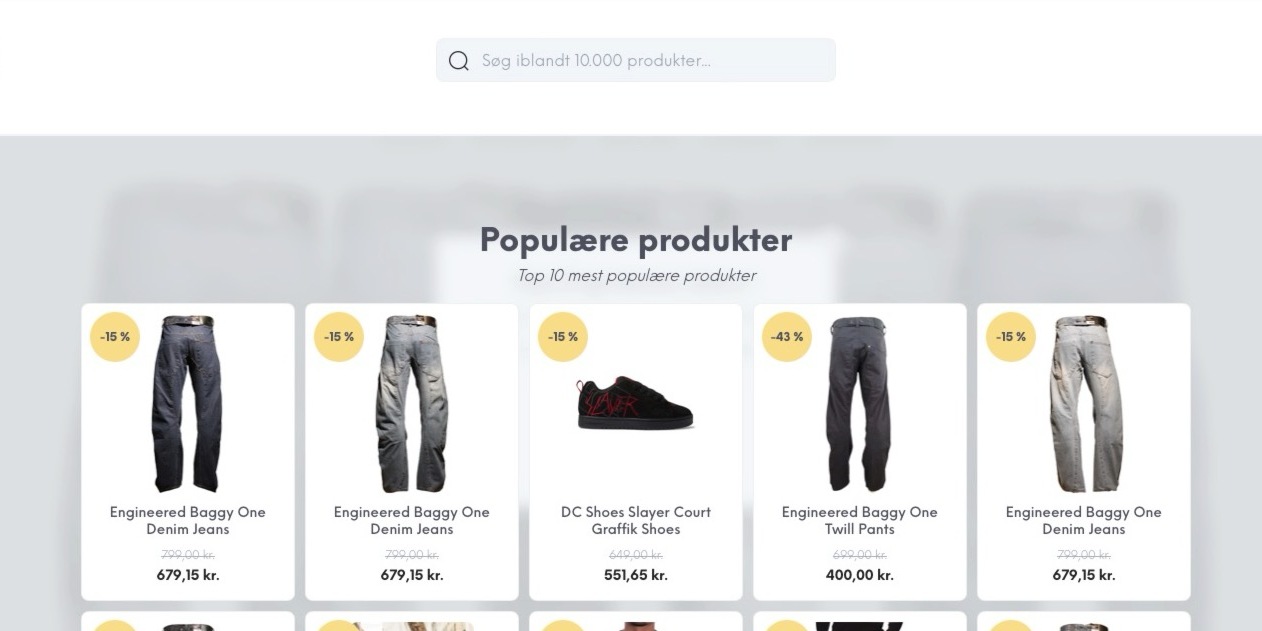 Søg iblandt 10.000 produkter...
Populære produkter
Top 10 mest populære produkter
-15 %
-15 %
-15 %
-43 %
-15 %
SLAYER
Engineered Baggy One
Denim Jeans
799,00 kr.
679,15 kr.
Engineered Baggy One
Denim Jeans
799,00 kr.
679,15 kr.
DC Shoes Slayer Court
Graffik Shoes
649,00 kr.
551,65 kr.
Engineered Baggy One
Twill Pants
699,00 kr.
400,00 kr.
Engineered Baggy One
Denim Jeans
799,00 kr.
679,15 kr.